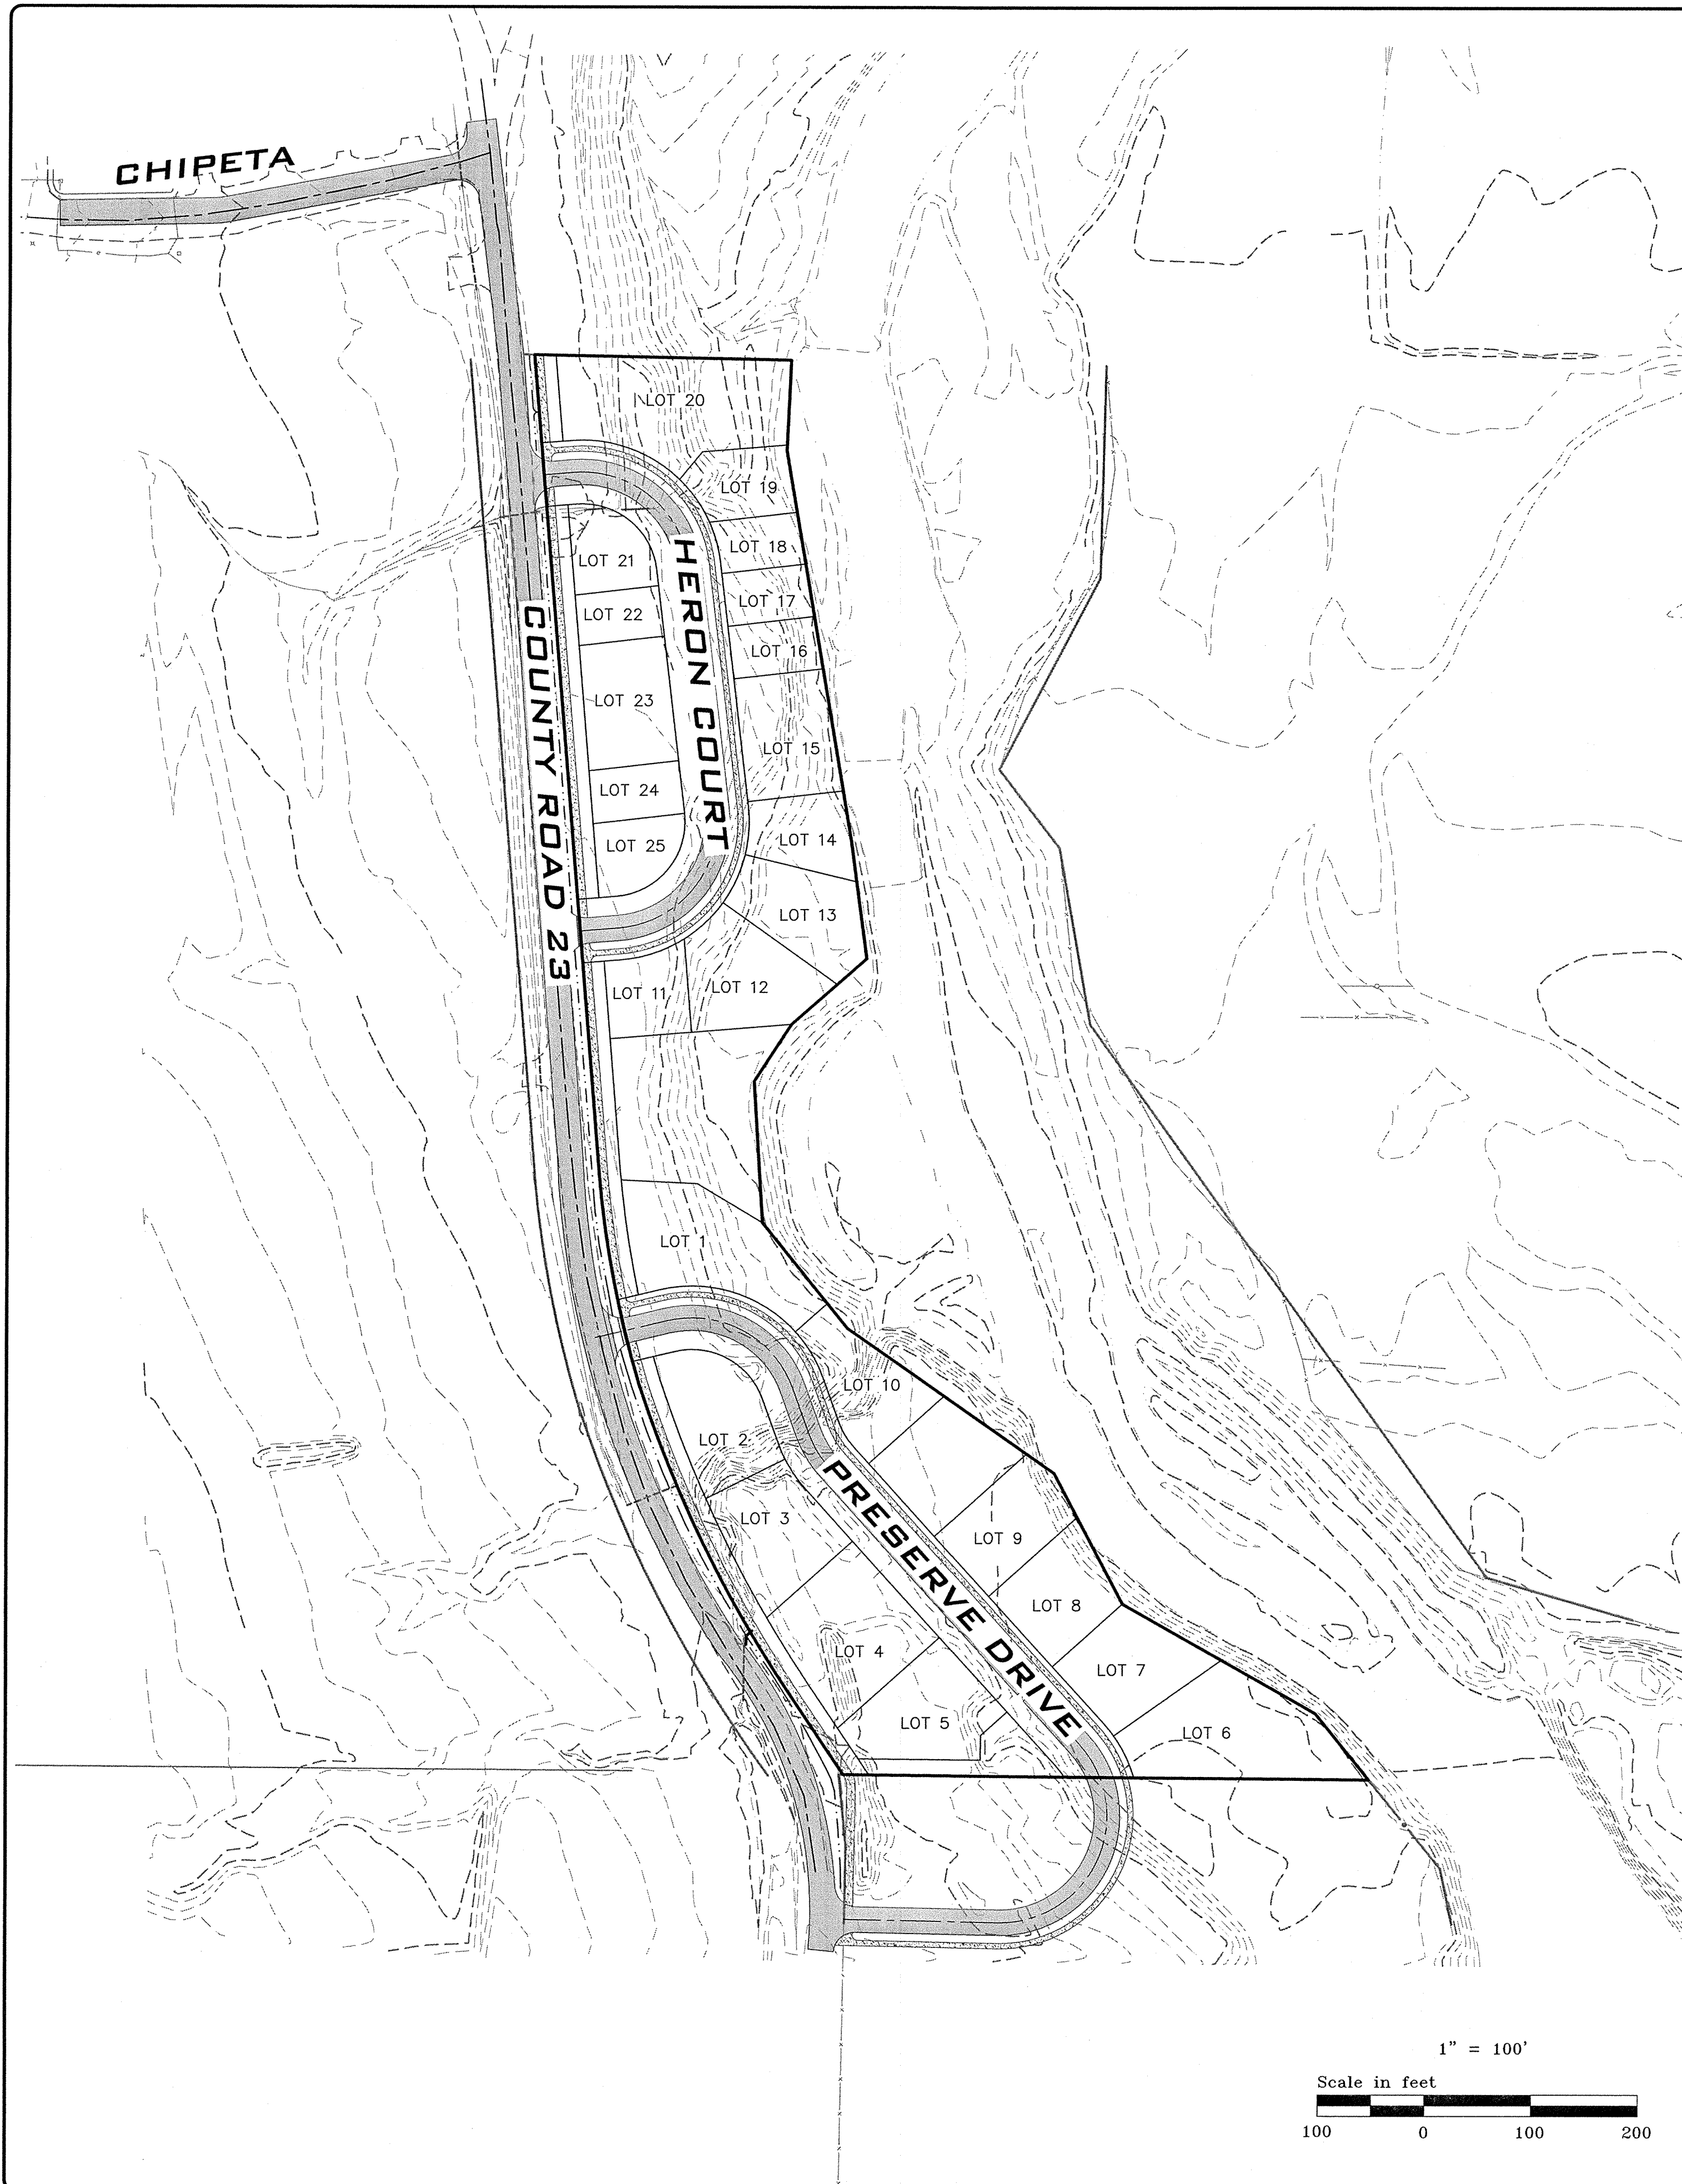 CHIPETA
LOT 20
LOT 19
LOT 18
LOT 17
LOT 16
LOT 15
LOT 14
LOT 13
LOT 12
LOT 11
LOT 21
LOT 22
LOT 23
LOT 24
LOT 25
HERON COURT
COUNTY ROAD 23
LOT 1
LOT 10
LOT 2
LOT 3
LOT 9
LOT 8
LOT 4
LOT 7
LOT 5
LOT 6
PRESERVE DRIVE
1" = 100'
Scale in feet
100 0 100 200